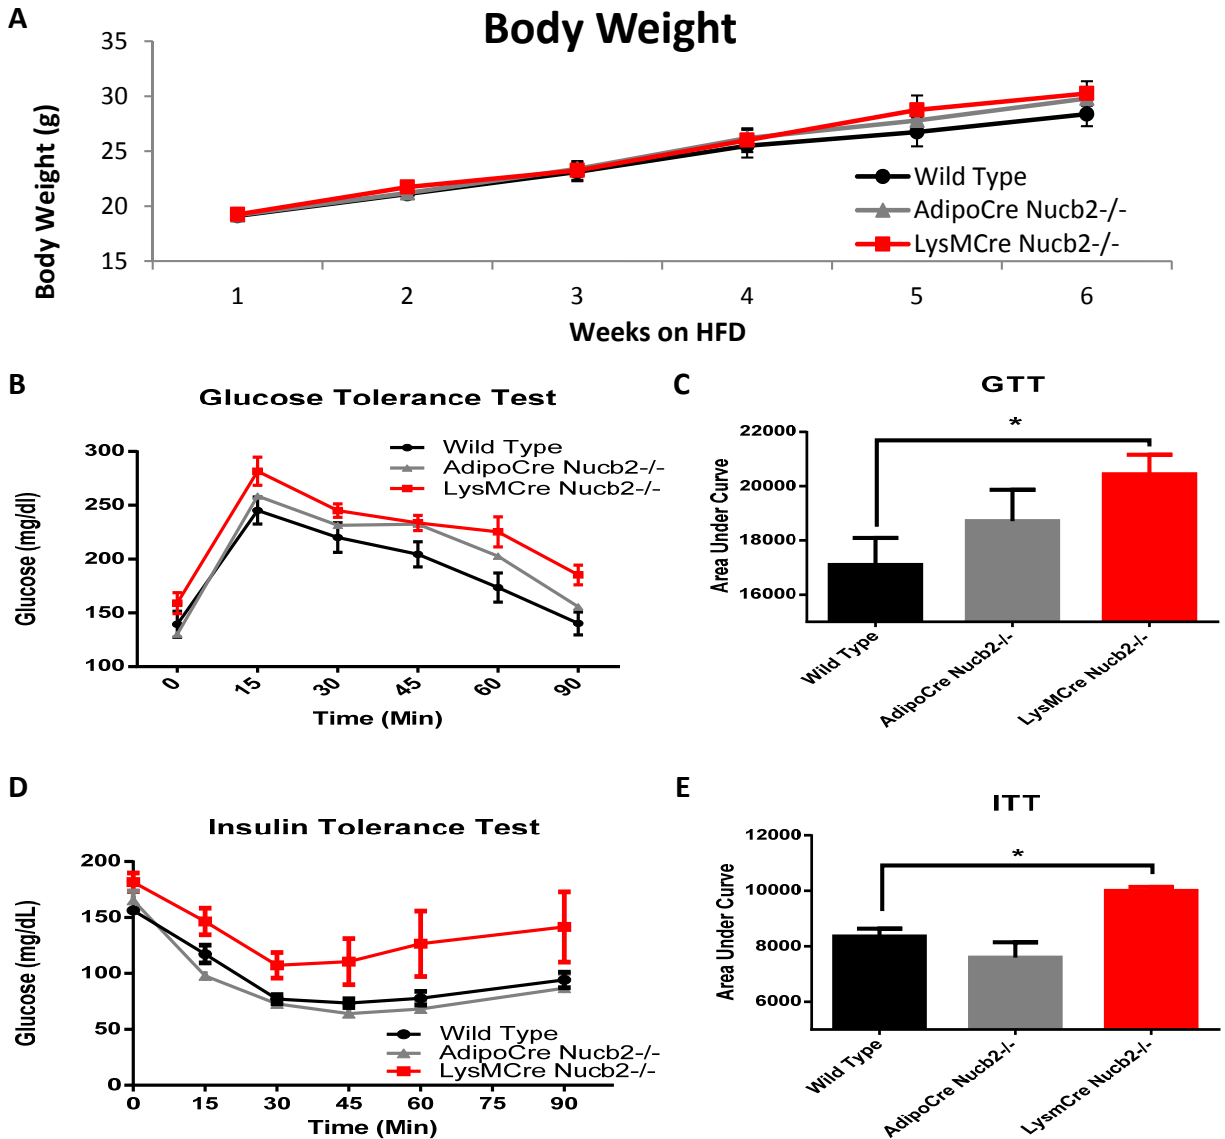 A
Body Weight
35
30
25
20
15
Body Weight (g)
Wild Type
AdipoCre Nucb2-/-
LysMCre Nucb2-/-
1 2 3 4 5 6
Weeks on HFD
B
Glucose Tolerance Test
300
250
200
150
100
Glucose (mg/dl)
Wild Type
AdipoCre Nucb2-/-
LysMCre Nucb2-/-
0 15 30 45 60 90
Time (Min)
C
GTT
*
22000
20000
18000
16000
Area Under Curve
Wild Type
AdipoCre Nucb2-/-
LysMCre Nucb2-/-
D
Insulin Tolerance Test
200
150
100
50
0
Glucose (mg/dL)
Wild Type
AdipoCre Nucb2-/-
LysMCre Nucb2-/-
0 15 30 45 60 75 90
Time (Min)
E
ITT
*
12000
10000
8000
6000
Area Under Curve
Wild Type
AdipoCre Nucb2-/-
LysmCre Nucb2-/-